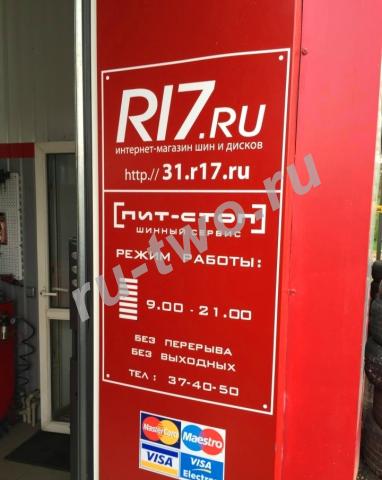 R17.RU
интернет-магазин шин и дисков
http.// 31.r17.ru
[ПИТ-СТОП]
ШИННЫЙ СЕРВИС
РЕЖИМ РАБОТЫ:
9.00 - 21.00
БЕЗ ПЕРЕРЫВА
БЕЗ ВЫХОДНЫХ
ТЕЛ: 37-40-50
MasterCard
Maestro
VISA
VISA
Electron
ru-two.ru